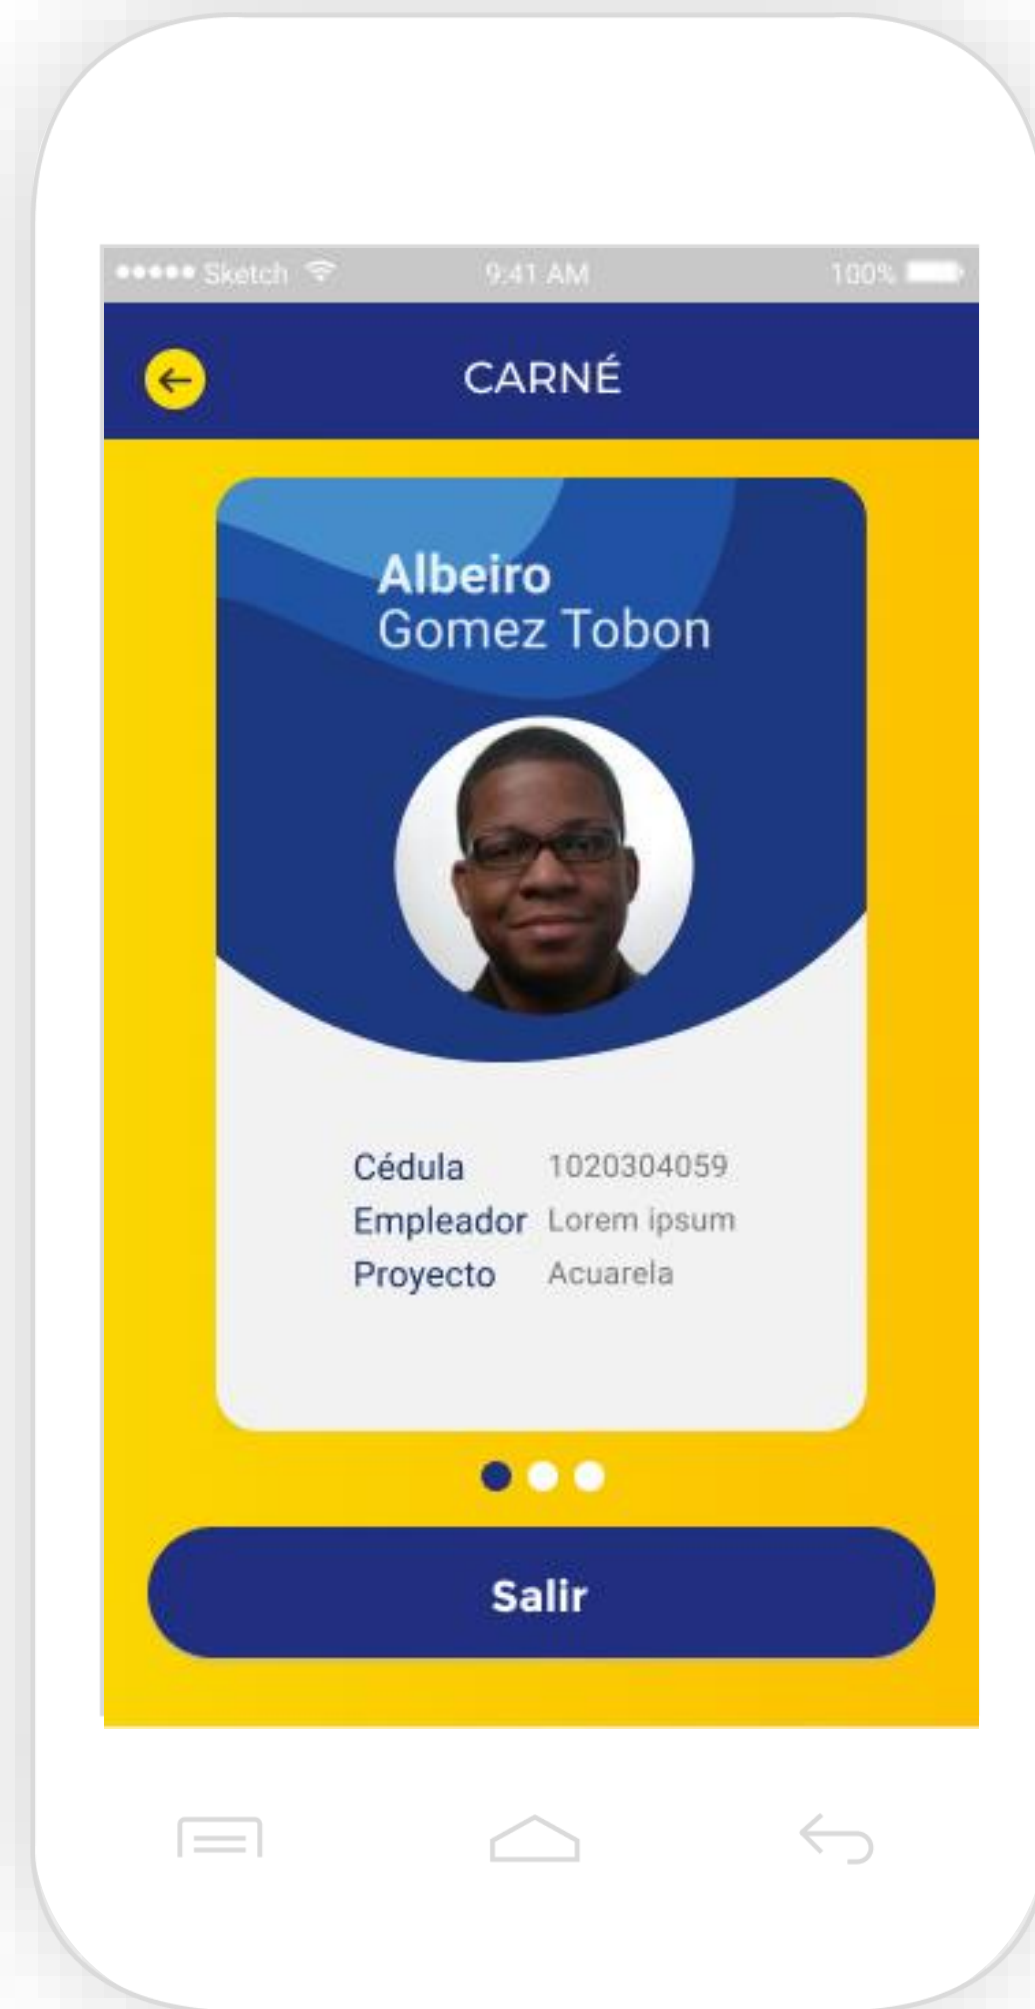 Sketch 9:41 AM 100%
CARNÉ
Albeiro
Gomez Tobon
Cédula 1020304059
Empleador Lorem ipsum
Proyecto Acuarela
Salir